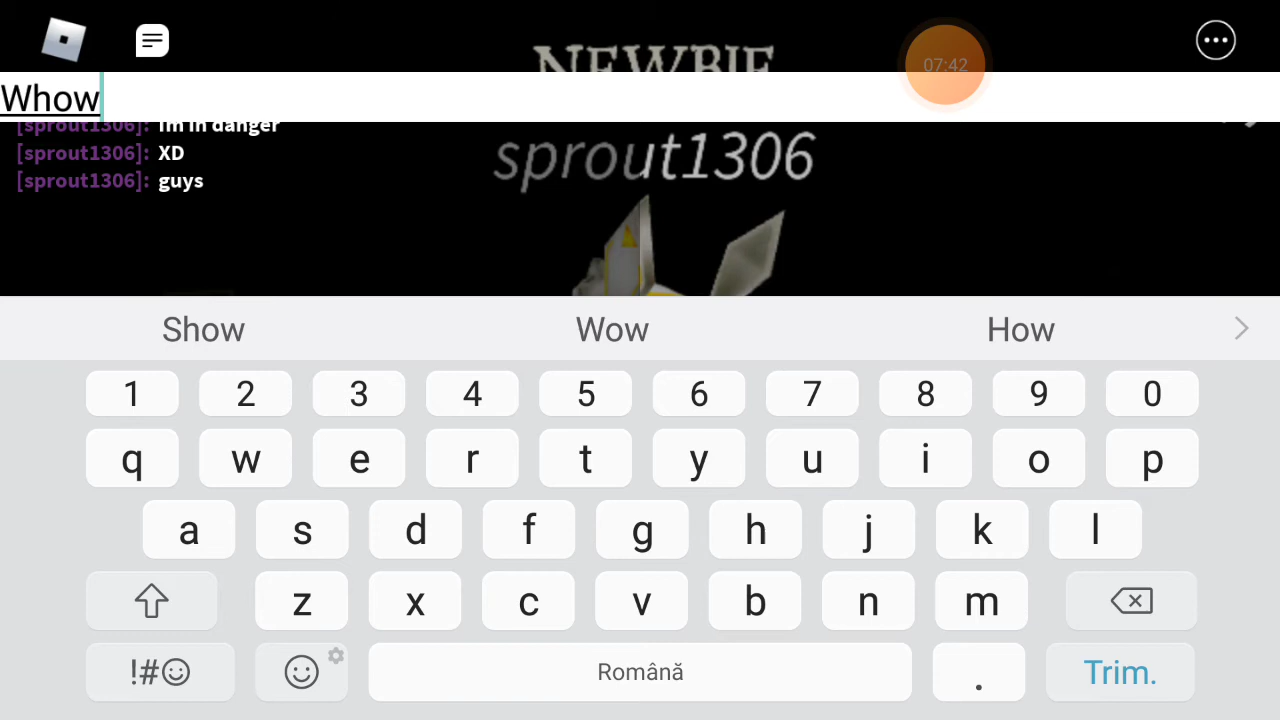 NEWBIE
07:42
Whow
[sprout1306]: Im in danger
[sprout1306]: XD
[sprout1306]: guys
sprout1306
Show Wow How
1 2 3 4 5 6 7 8 9 0
q w e r t y u i o p
a s d f g h j k l
z x c v b n m
!#☺ Română . Trim.